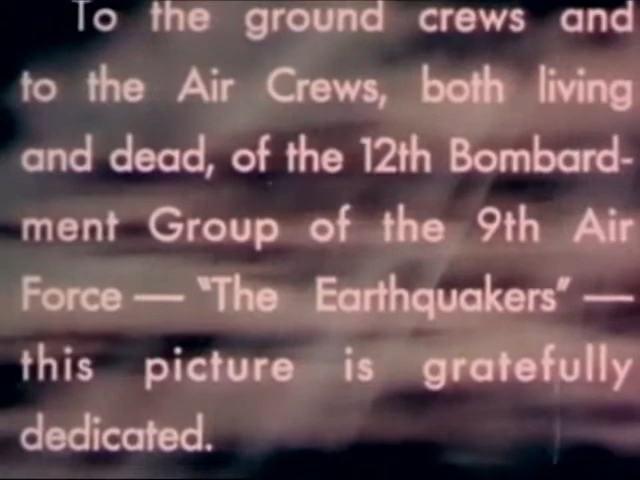 To the ground crews and
to the Air Crews, both living
and dead, of the 12th Bombard-
ment Group of the 9th Air
Force — "The Earthquakers" —
this picture is gratefully
dedicated.